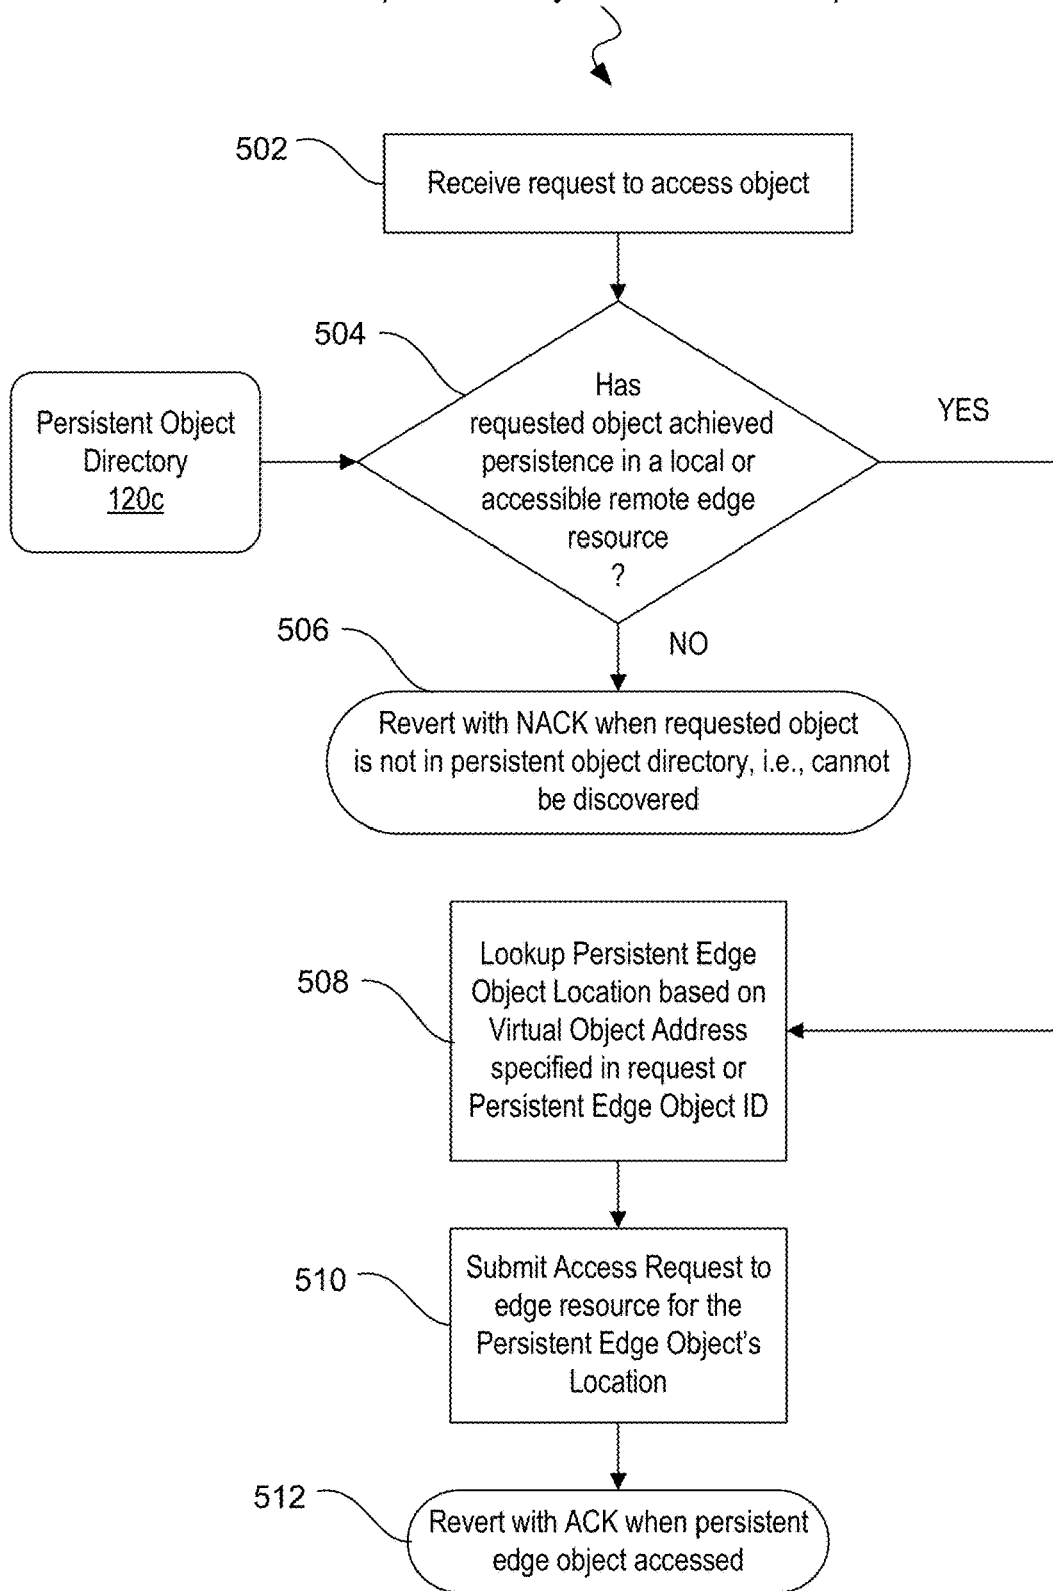 502
Receive request to access object
504
Has
requested object achieved
persistence in a local or
accessible remote edge
resource
?
YES
Persistent Object
Directory
120c
506
NO
Revert with NACK when requested object
is not in persistent object directory, i.e., cannot
be discovered
508
Lookup Persistent Edge
Object Location based on
Virtual Object Address
specified in request or
Persistent Edge Object ID
510
Submit Access Request to
edge resource for the
Persistent Edge Object's
Location
512
Revert with ACK when persistent
edge object accessed